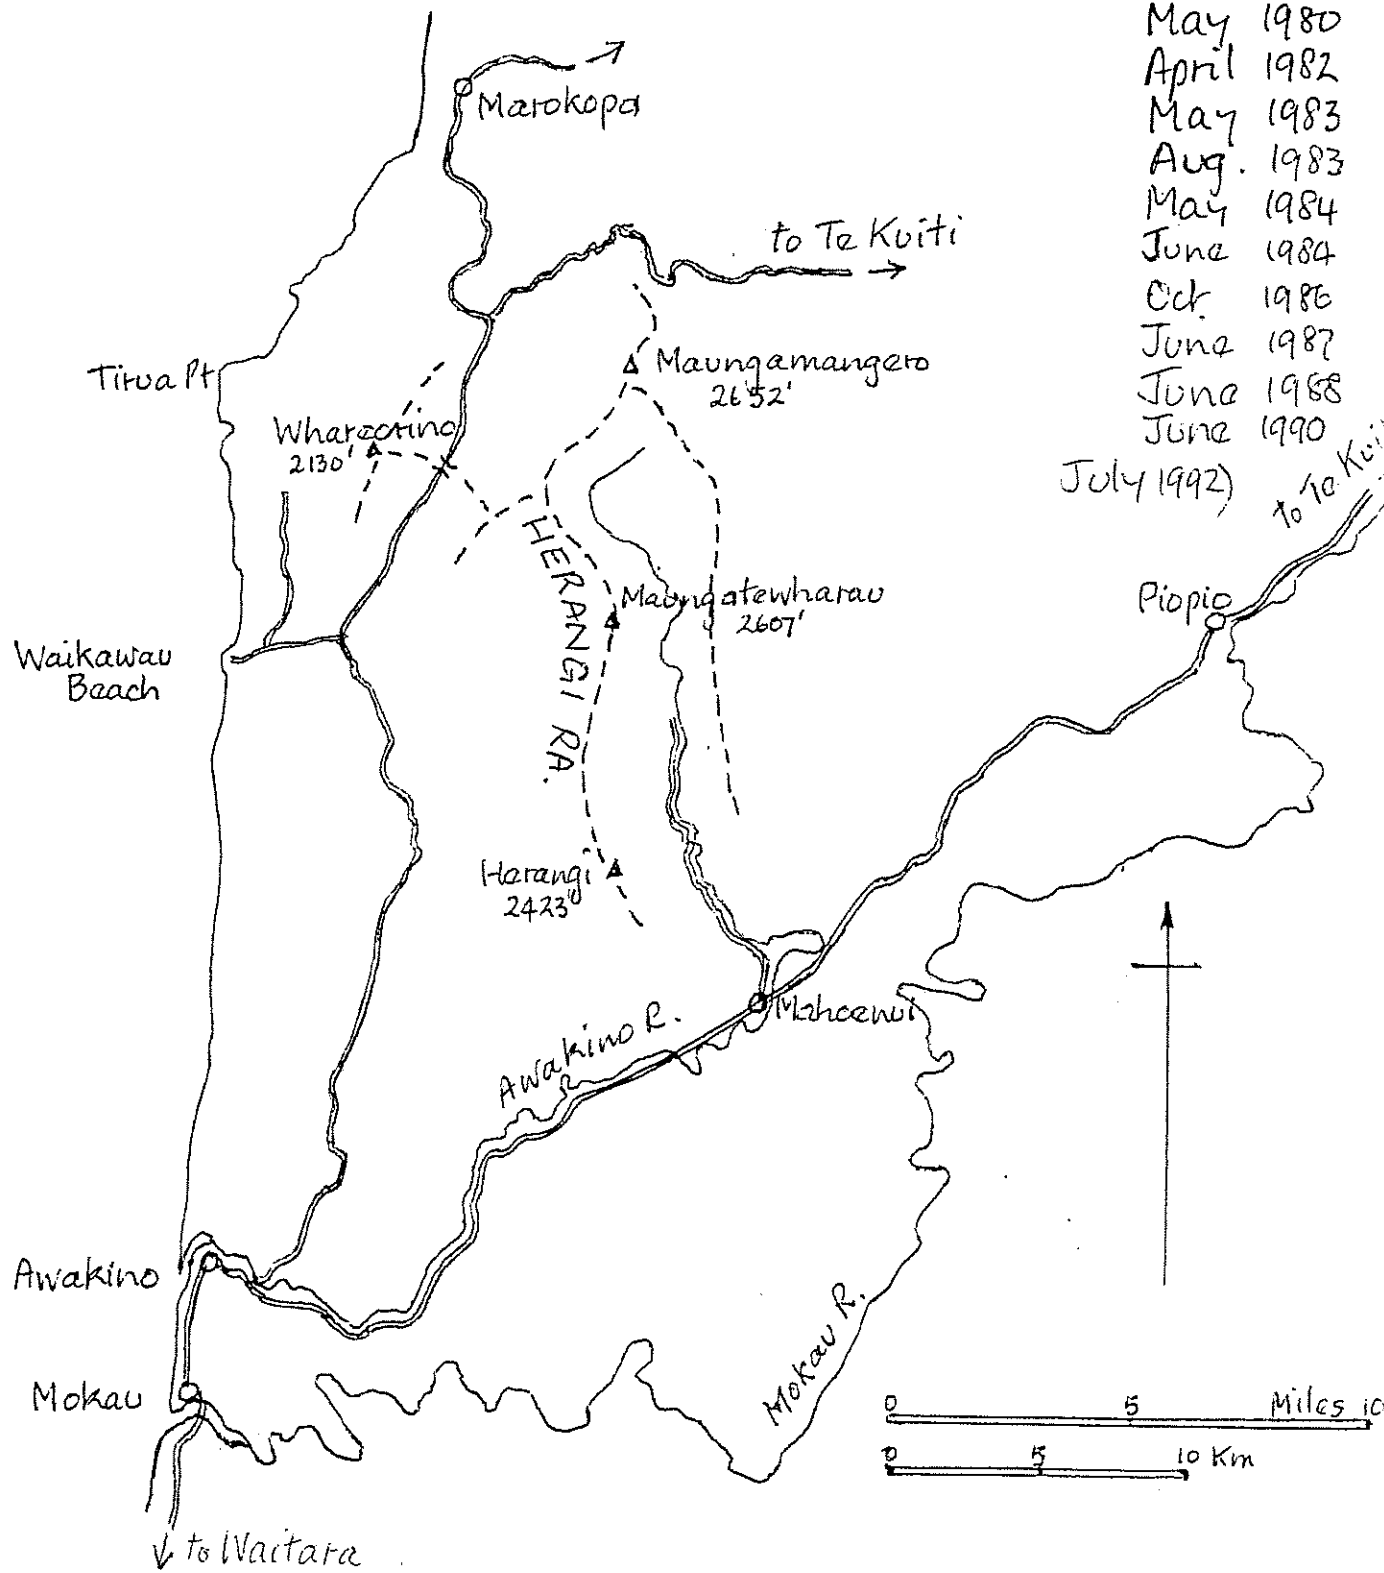 May 1980
April 1982
May 1983
Aug. 1983
May 1984
June 1984
Oct 1986
June 1987
June 1988
June 1990
July 1992)
Marokopa
to Te Kuiti
Tirua Pt
Maungamangero
2652'
Whareorino
2130'
HERANGI RA.
Maungatewharau
2607'
to Te Kui
Piopio
Waikawau
Beach
Herangi
2423'
Mahoenui
Awakino R.
Awakino
Mokau
Mokau R.
0 5 Miles 10
0 5 10 Km
to Waitara